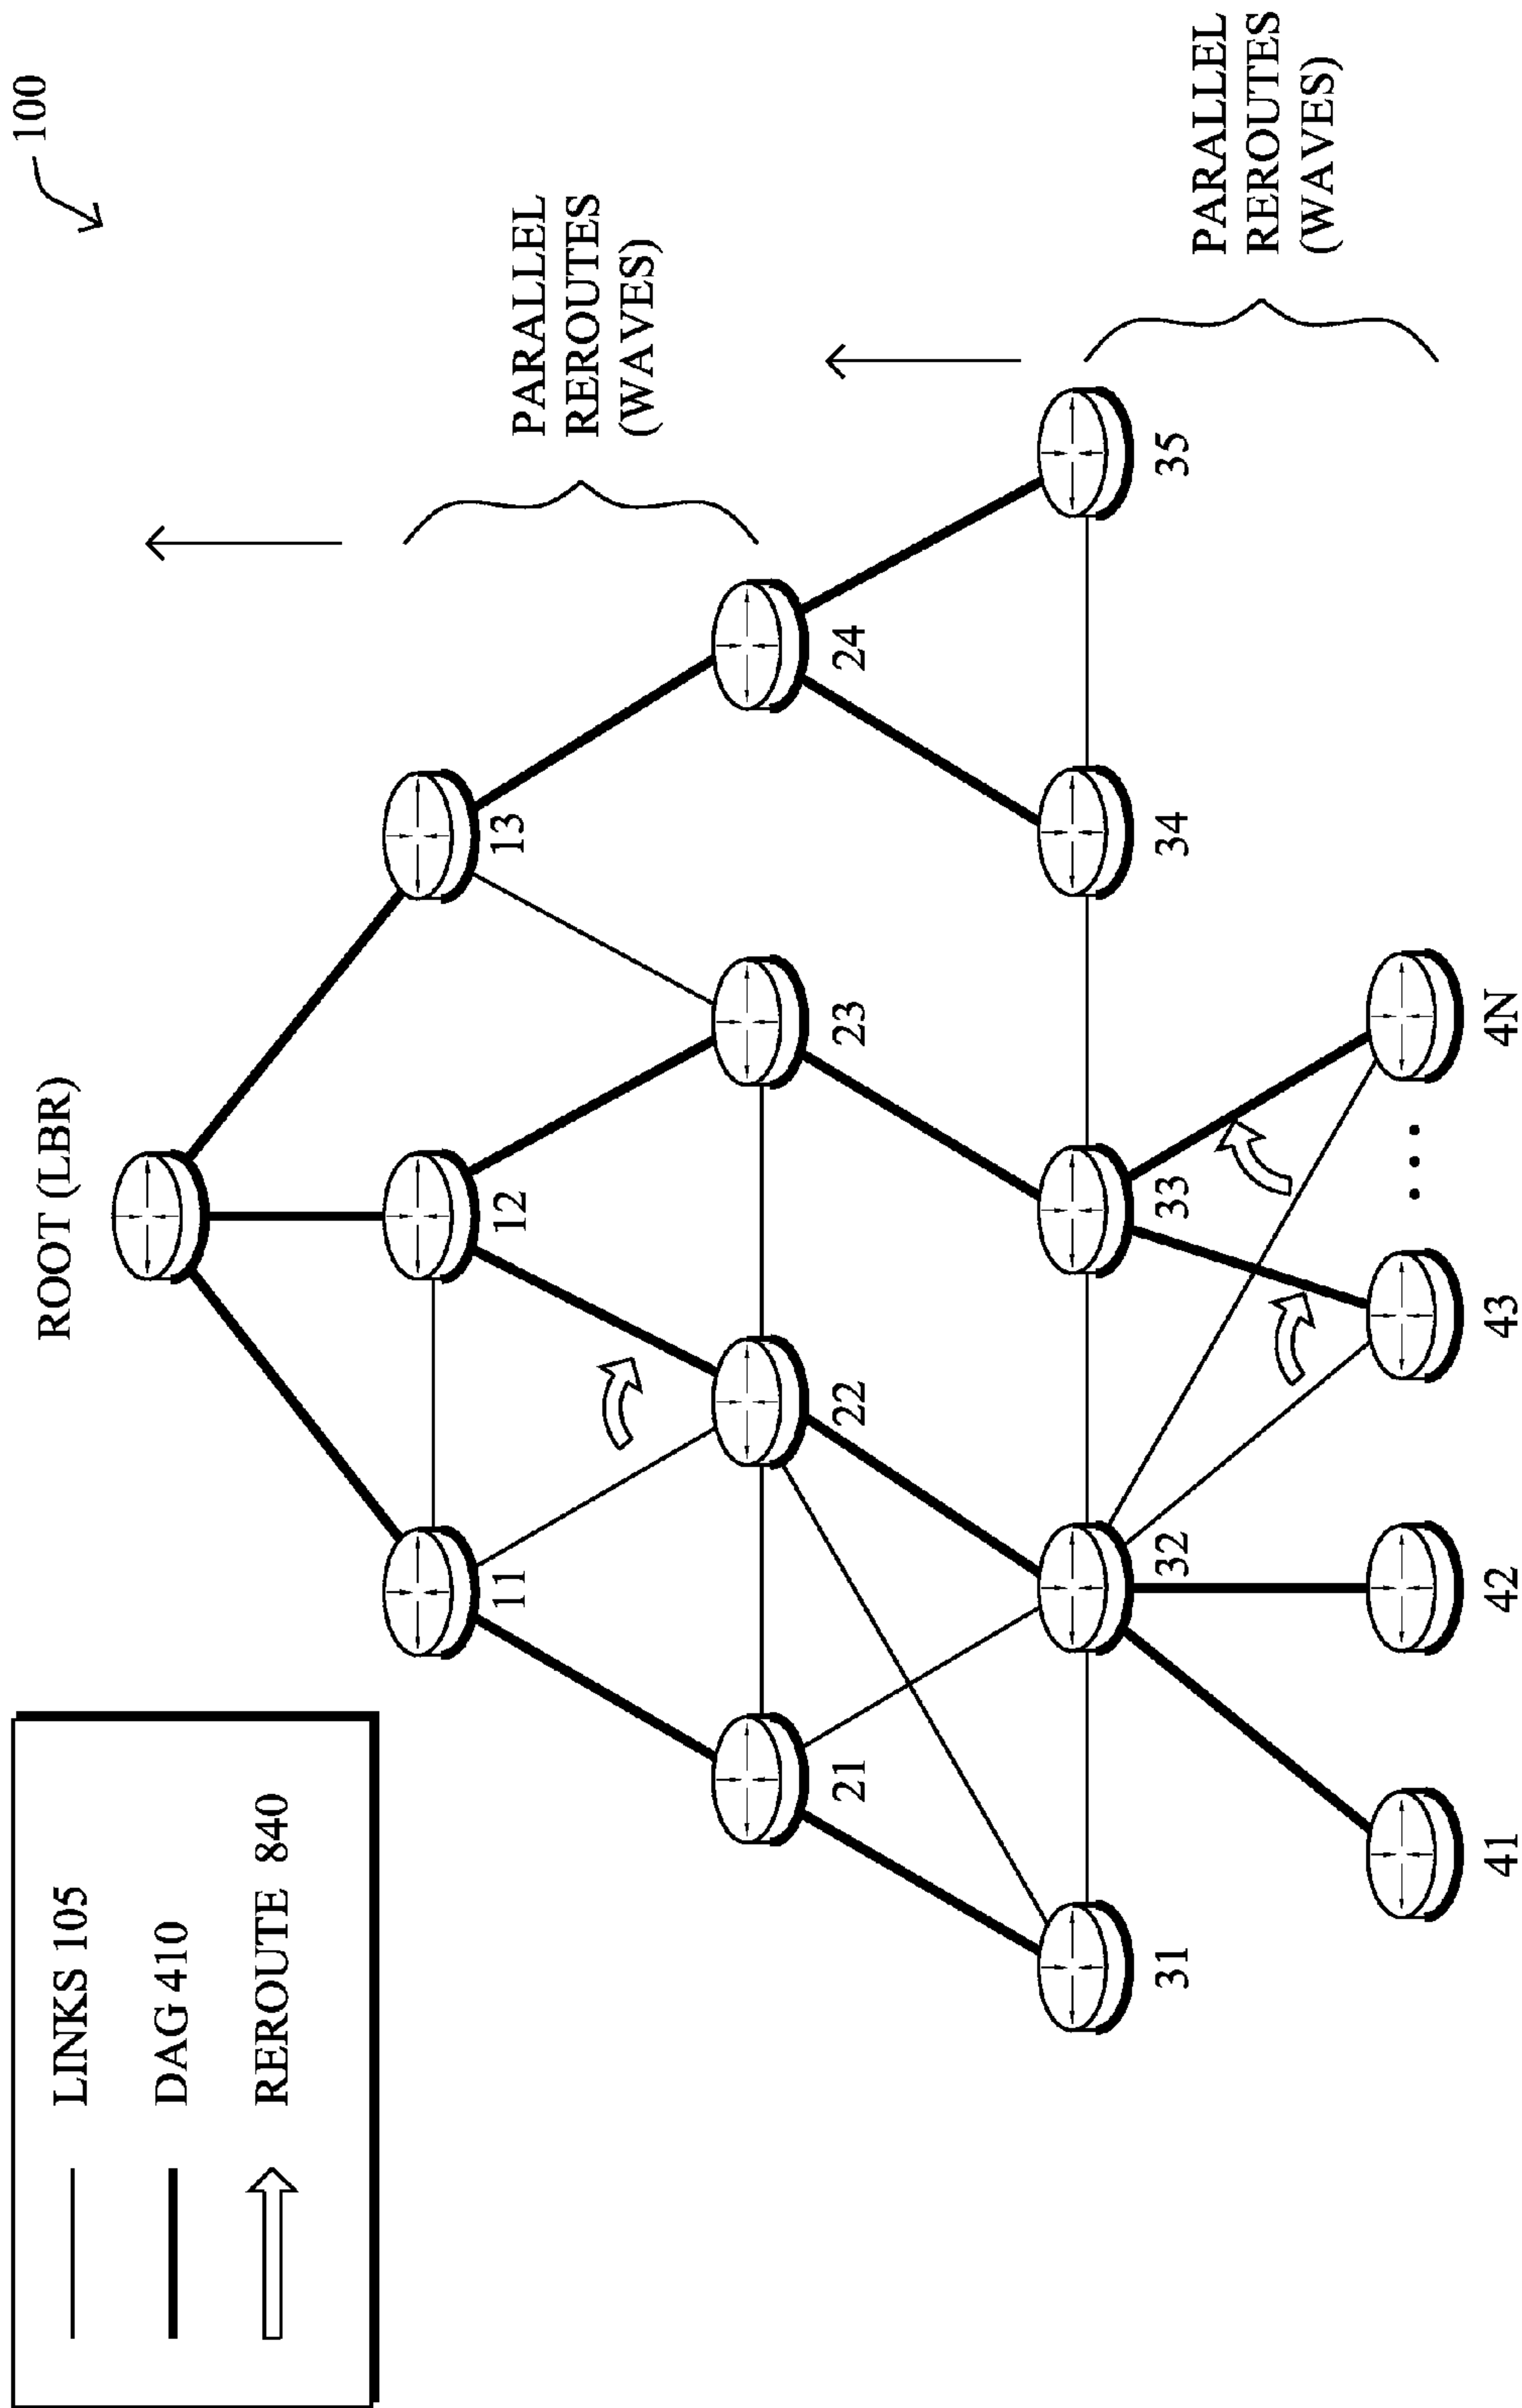 100
ROOT (LBR)
LINKS 105
DAG 410
REROUTE 840
PARALLEL
REROUTES
(WAVES)
11
12
13
21
22
23
24
PARALLEL
REROUTES
(WAVES)
31
32
33
34
35
41
42
43
...
4N